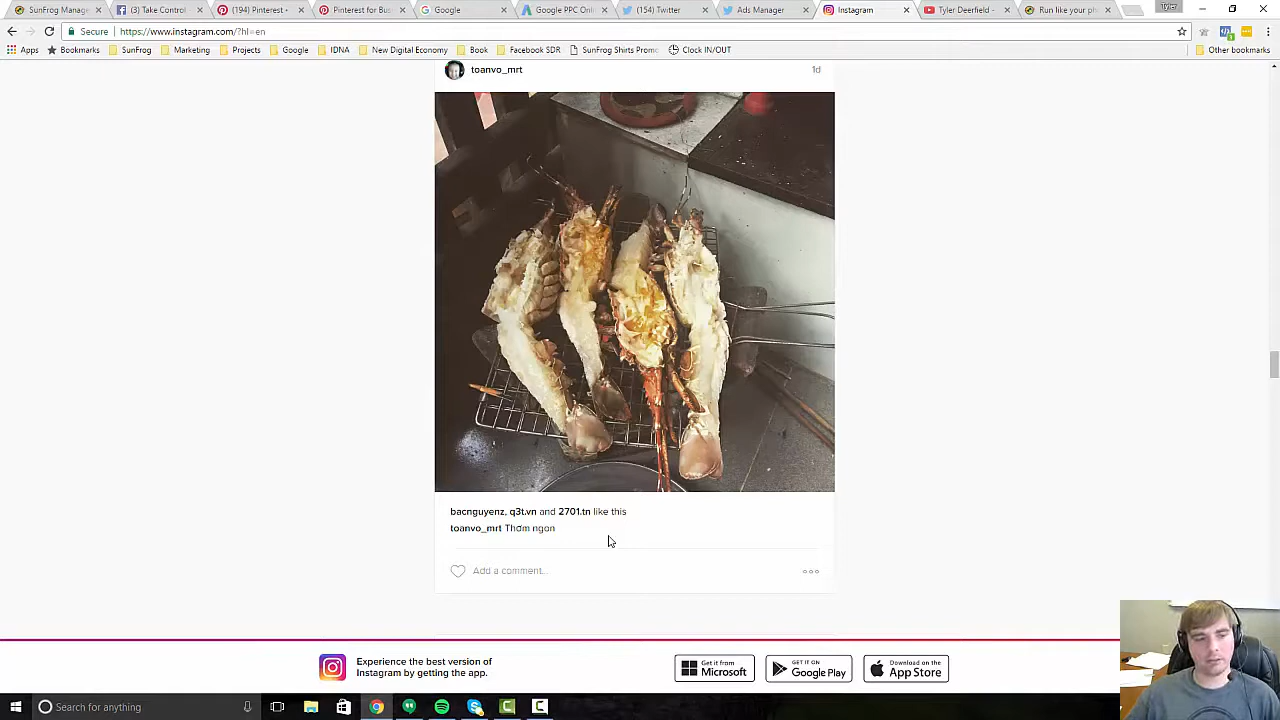 SunFrog Manage
(3) Take Control
(194) Pinterest
Pinterest for Bus
Google
Google PPC Onl
(154) Twitter
Ads Manager
Instagram
Tyler Deerfield -
Run like your ph
Tyler
Secure
https://www.instagram.com/?hl=en
Apps
Bookmarks
SunFrog
Marketing
Projects
Google
IDNA
New Digital Economy
Book
Facebook SDR
SunFrog Shirts Promo
Clock IN/OUT
Other bookmarks
toanvo_mrt
1d
bacnguyenz, q3t.vn and 2701.tn like this
toanvo_mrt Thơm ngon
Add a comment...
Experience the best version of
Instagram by getting the app.
Get it from
Microsoft
GET IT ON
Google Play
Download on the
App Store
Search for anything